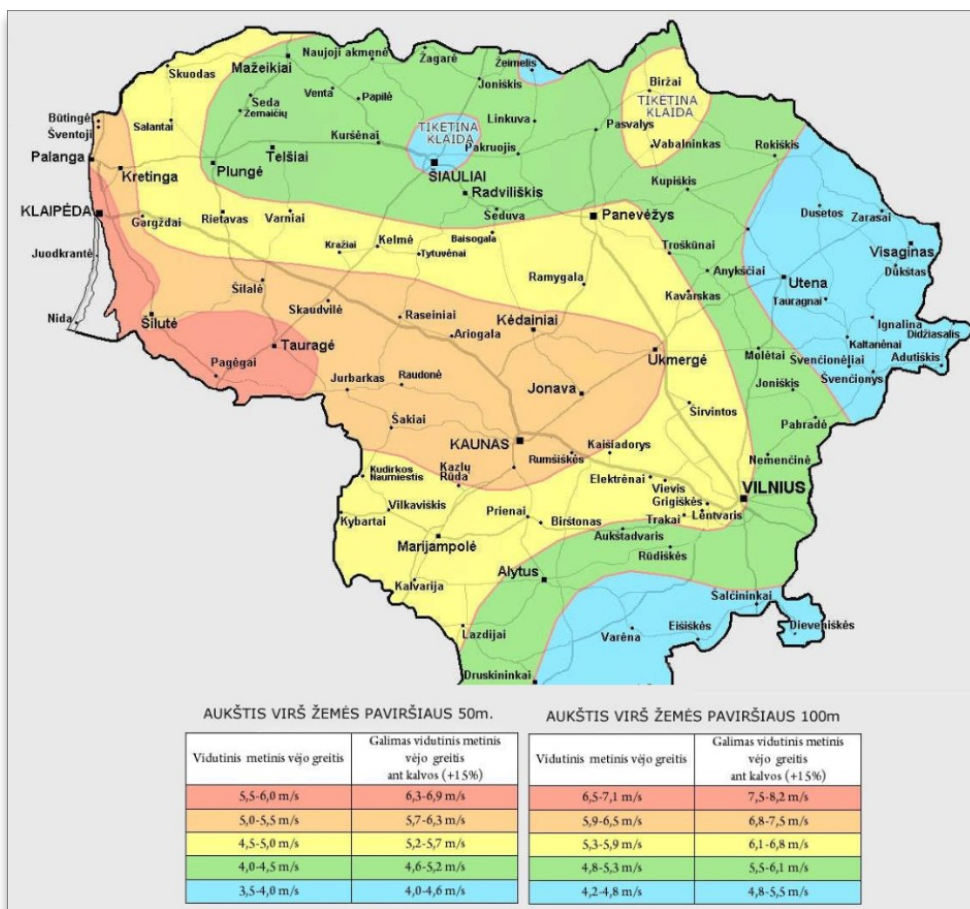 Naujoji akmenė
Žagarė
Žeimelis
Skuodas
Mažeikiai
Joniškis
Biržai
Seda
Venta
Papilė
TIKĖTINA
KLAIDA
Žemaičių
Būtingė
Šventoji
Salantai
Kuršėnai
TIKĖTINA
KLAIDA
Linkuva
Pasvalys
Palanga
Telšiai
Pakruojis
Vabalninkas
Rokiškis
Kretinga
Plungė
ŠIAULIAI
Radviliškis
Kupiškis
KLAIPĖDA
Gargždai
Rietavas
Varniai
Šeduva
Panevėžys
Dusetos
Zarasai
Kražiai
Kelmė
Baisogala
Tytuvėnai
Troškūnai
Visaginas
Juodkrantė
Ramygala
Anykščiai
Dūkštas
Šilalė
Utena
Skaudvilė
Kavarskas
Tauragnai
Nida
Šilutė
Raseiniai
Ariogala
Kėdainiai
Ignalina
Didžiasalis
Tauragė
Ukmergė
Molėtai
Kaltanėnai
Švenčionėliai
Adutiškis
Pagėgai
Jurbarkas
Raudonė
Jonava
Joniškis
Švenčionys
Šakiai
Širvintos
Pabradė
KAUNAS
Rumšiškės
Kaišiadorys
Nemenčinė
Kudirkos
Naumiestis
Kazlų
Rūda
Elektrėnai
Vievis
VILNIUS
Vilkaviškis
Grigiškės
Kybartai
Prienai
Birštonas
Trakai
Lentvaris
Marijampolė
Aukštadvaris
Rūdiškės
Kalvarija
Alytus
Šalčininkai
Lazdijai
Varėna
Eišiškės
Dieveniškės
Druskininkai
AUKŠTIS VIRŠ ŽEMĖS PAVIRŠIAUS 50m.
Vidutinis metinis vėjo greitis
Galimas vidutinis metinis
vėjo greitis
ant kalvos (+15%)
5,5-6,0 m/s 6,3-6,9 m/s
5,0-5,5 m/s 5,7-6,3 m/s
4,5-5,0 m/s 5,2-5,7 m/s
4,0-4,5 m/s 4,6-5,2 m/s
3,5-4,0 m/s 4,0-4,6 m/s
AUKŠTIS VIRŠ ŽEMĖS PAVIRŠIAUS 100m
Vidutinis metinis vėjo greitis
Galimas vidutinis metinis
vėjo greitis
ant kalvos (+15%)
6,5-7,1 m/s 7,5-8,2 m/s
5,9-6,5 m/s 6,8-7,5 m/s
5,3-5,9 m/s 6,1-6,8 m/s
4,8-5,3 m/s 5,5-6,1 m/s
4,2-4,8 m/s 4,8-5,5 m/s